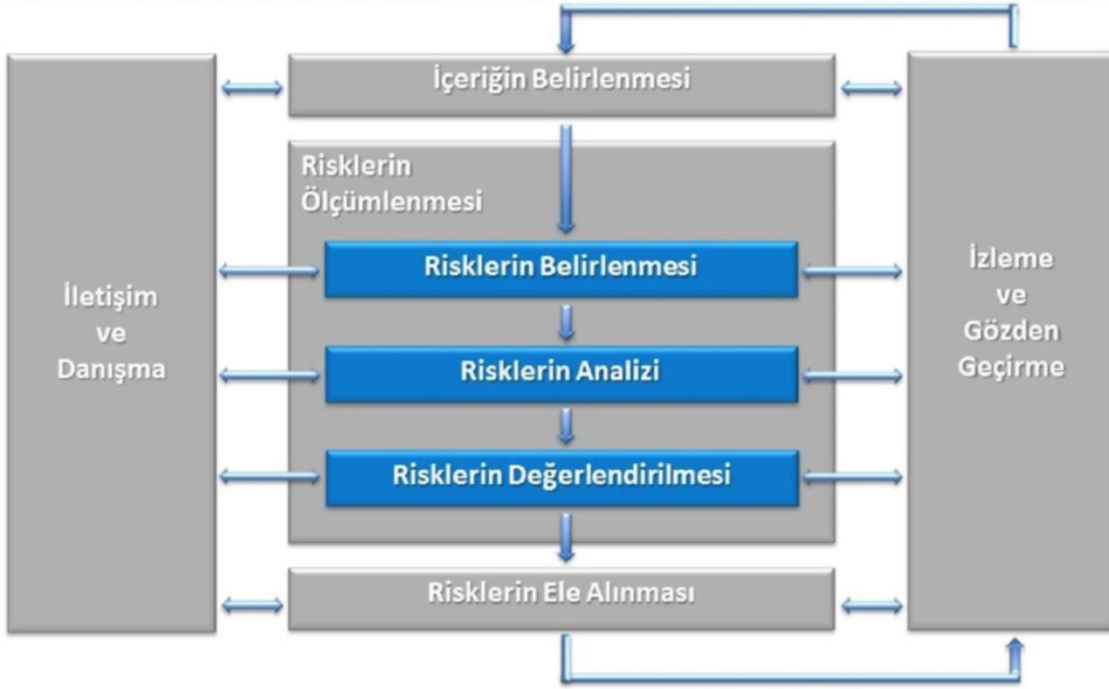 İçeriğin Belirlenmesi
Risklerin
Ölçümlenmesi
Risklerin Belirlenmesi
Risklerin Analizi
Risklerin Değerlendirilmesi
Risklerin Ele Alınması
İletişim
ve
Danışma
İzleme
ve
Gözden
Geçirme